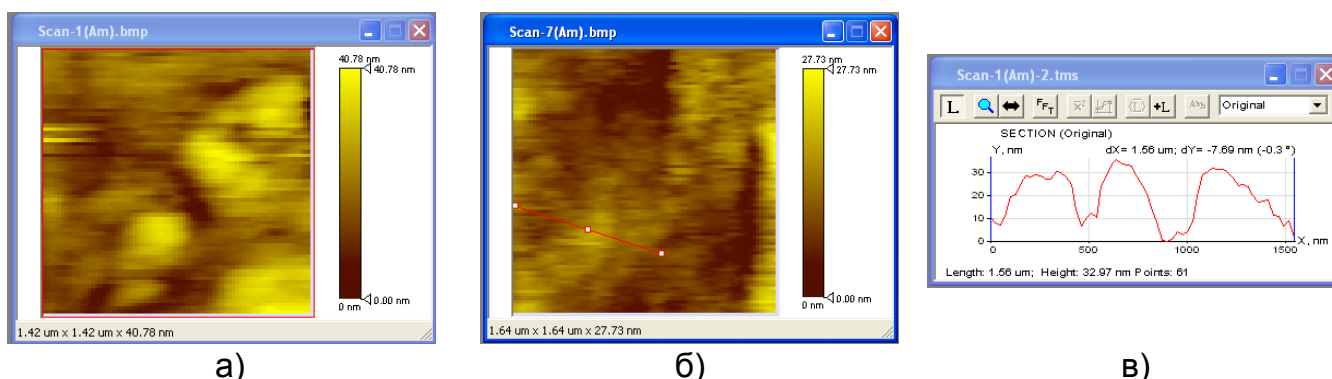 Scan-1(Am).bmp
40.78 nm
40.78 nm
0.00 nm
0 nm
1.42 um x 1.42 um x 40.78 nm
а)
Scan-7(Am).bmp
27.73 nm
27.73 nm
0.00 nm
0 nm
1.64 um x 1.64 um x 27.73 nm
б)
Scan-1(Am)-2.tms
L FFT L +L Original
SECTION (Original)
Y, nm dX= 1.56 um; dY= -7.69 nm (-0.3 °)
30
20
10
0
0 500 1000 1500 X, nm
Length: 1.56 um; Height: 32.97 nm Points: 61
в)